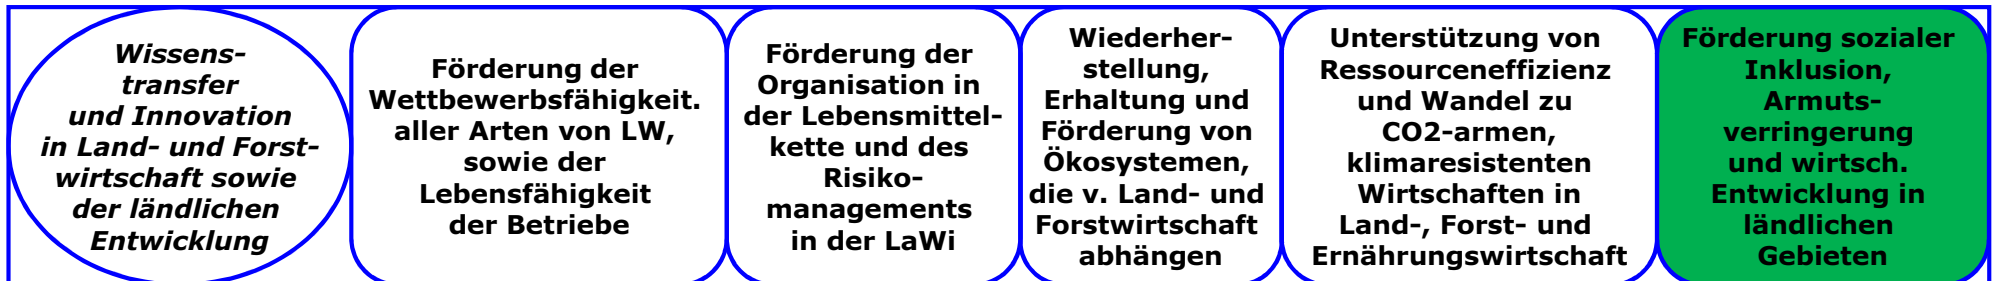 Wissens-
transfer
und Innovation
in Land- und Forst-
wirtschaft sowie
der ländlichen
Entwicklung
Förderung der
Wettbewerbsfähigkeit.
aller Arten von LW,
sowie der
Lebensfähigkeit
der Betriebe
Förderung der
Organisation in
der Lebensmittel-
kette und des
Risiko-
managements
in der LaWi
Wiederher-
stellung,
Erhaltung und
Förderung von
Ökosystemen,
die v. Land- und
Forstwirtschaft
abhängen
Unterstützung von
Ressourceneffizienz
und Wandel zu
CO2-armen,
klimaresistenten
Wirtschaften in
Land-, Forst- und
Ernährungswirtschaft
Förderung sozialer
Inklusion,
Armuts-
verringerung
und wirtsch.
Entwicklung in
ländlichen
Gebieten